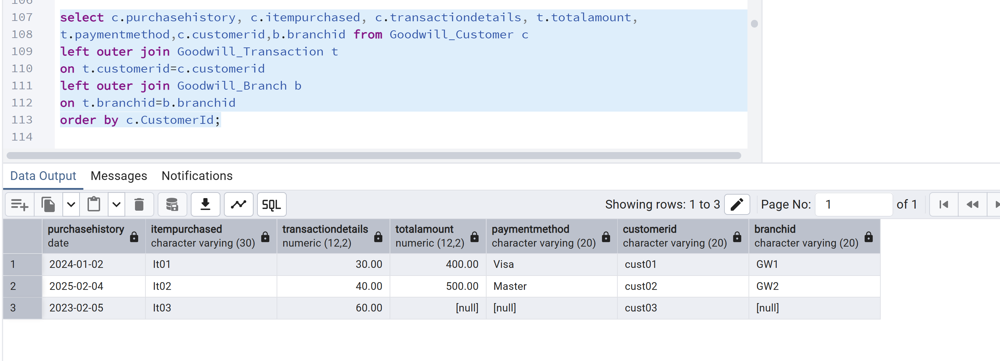 106
107 select c.purchasehistory, c.itempurchased, c.transactiondetails, t.totalamount,
108 t.paymentmethod,c.customerid,b.branchid from Goodwill_Customer c
109 left outer join Goodwill_Transaction t
110 on t.customerid=c.customerid
111 left outer join Goodwill_Branch b
112 on t.branchid=b.branchid
113 order by c.CustomerId;
114
Data Output Messages Notifications
SQL Showing rows: 1 to 3 Page No: 1 of 1
purchasehistory itempurchased transactiondetails totalamount paymentmethod customerid branchid
date character varying (30) numeric (12,2) numeric (12,2) character varying (20) character varying (20) character varying (20)
1 2024-01-02 It01 30.00 400.00 Visa cust01 GW1
2 2025-02-04 It02 40.00 500.00 Master cust02 GW2
3 2023-02-05 It03 60.00 [null] [null] cust03 [null]